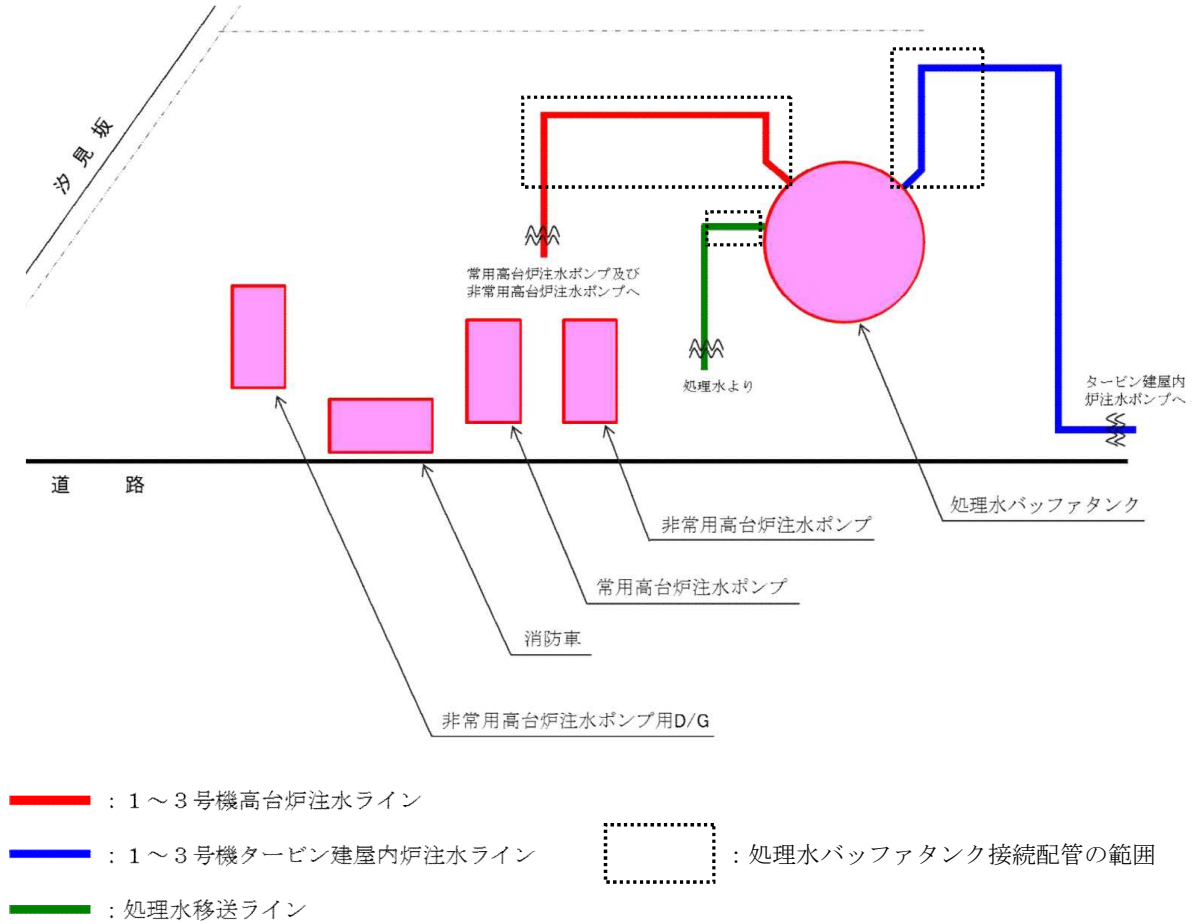 汐見坂
常用高台炉注水ポンプ及び
非常用高台炉注水ポンプへ
処理水より
タービン建屋内
炉注水ポンプへ
道　　路
処理水バッファタンク
非常用高台炉注水ポンプ
常用高台炉注水ポンプ
消防車
非常用高台炉注水ポンプ用D/G
：１～３号機高台炉注水ライン
：１～３号機タービン建屋内炉注水ライン
：処理水バッファタンク接続配管の範囲
：処理水移送ライン